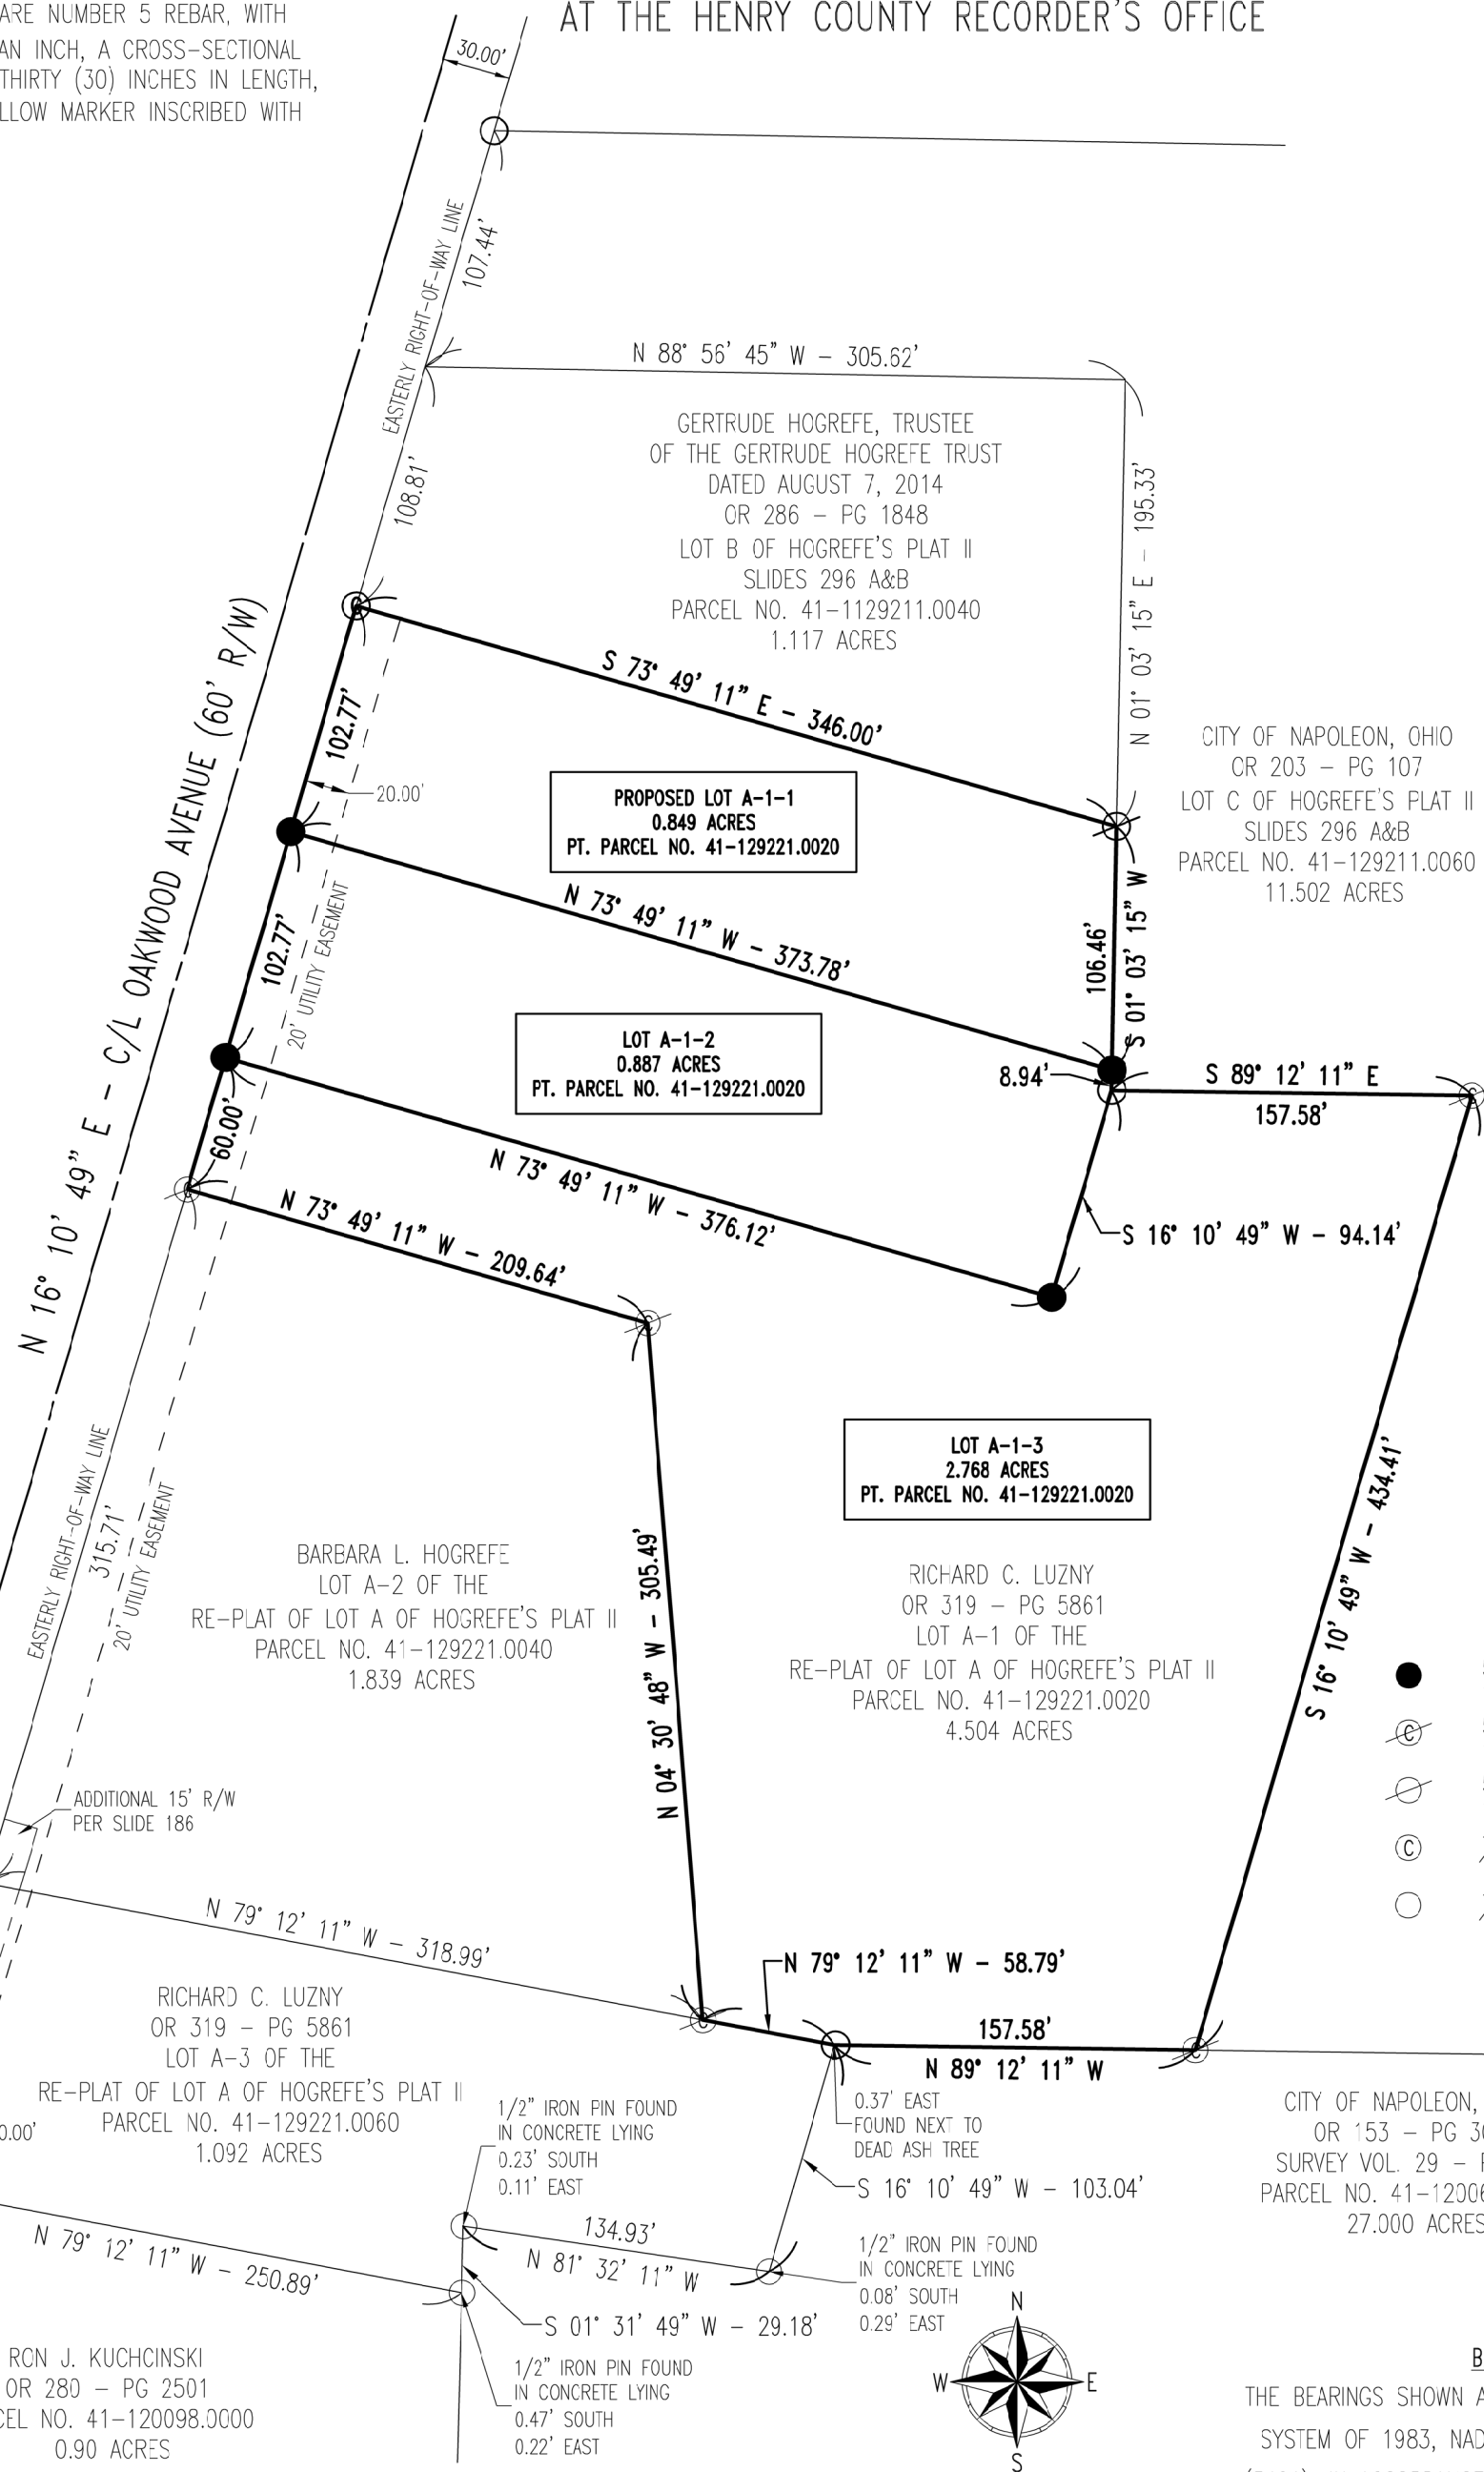 ARE NUMBER 5 REBAR, WITH
AN INCH, A CROSS-SECTIONAL
THIRTY (30) INCHES IN LENGTH,
LLOW MARKER INSCRIBED WITH
AT THE HENRY COUNTY RECORDER'S OFFICE
30.00'
EASTERLY RIGHT-OF-WAY LINE
107.44'
N 88° 56' 45" W - 305.62'
108.81'
GERTRUDE HOGREFE, TRUSTEE
OF THE GERTRUDE HOGREFE TRUST
DATED AUGUST 7, 2014
OR 286 - PG 1848
LOT B OF HOGREFE'S PLAT II
SLIDES 296 A&B
PARCEL NO. 41-1129211.0040
1.117 ACRES
N 01° 03' 15" E - 195.33'
S 73° 49' 11" E - 346.00'
102.77'
20.00'
PROPOSED LOT A-1-1
0.849 ACRES
PT. PARCEL NO. 41-129221.0020
CITY OF NAPOLEON, OHIO
OR 203 - PG 107
LOT C OF HOGREFE'S PLAT II
SLIDES 296 A&B
PARCEL NO. 41-129211.0060
11.502 ACRES
N 16° 10' 49" E - C/L OAKWOOD AVENUE (60' R/W)
N 73° 49' 11" W - 373.78'
106.46'
S 01° 03' 15" W
102.77'
20' UTILITY EASEMENT
LOT A-1-2
0.887 ACRES
PT. PARCEL NO. 41-129221.0020
8.94'
S 89° 12' 11" E
157.58'
60.00'
N 73° 49' 11" W - 376.12'
N 73° 49' 11" W - 209.64'
S 16° 10' 49" W - 94.14'
C
LOT A-1-3
2.768 ACRES
PT. PARCEL NO. 41-129221.0020
S 16° 10' 49" W - 434.41'
EASTERLY RIGHT-OF-WAY LINE
315.71'
20' UTILITY EASEMENT
BARBARA L. HOGREFE
LOT A-2 OF THE
RE-PLAT OF LOT A OF HOGREFE'S PLAT II
PARCEL NO. 41-129221.0040
1.839 ACRES
N 04° 30' 48" W - 305.49'
RICHARD C. LUZNY
OR 319 - PG 5861
LOT A-1 OF THE
RE-PLAT OF LOT A OF HOGREFE'S PLAT II
PARCEL NO. 41-129221.0020
4.504 ACRES
C
C
ADDITIONAL 15' R/W
PER SLIDE 186
N 79° 12' 11" W - 318.99'
N 79° 12' 11" W - 58.79'
157.58'
N 89° 12' 11" W
RICHARD C. LUZNY
OR 319 - PG 5861
LOT A-3 OF THE
RE-PLAT OF LOT A OF HOGREFE'S PLAT II
PARCEL NO. 41-129221.0060
1.092 ACRES
0.00'
1/2" IRON PIN FOUND
IN CONCRETE LYING
0.23' SOUTH
0.11' EAST
0.37' EAST
FOUND NEXT TO
DEAD ASH TREE
S 16° 10' 49" W - 103.04'
CITY OF NAPOLEON,
OR 153 - PG 3
SURVEY VOL. 29 -
PARCEL NO. 41-1200
27.000 ACRES
134.93'
N 81° 32' 11" W
1/2" IRON PIN FOUND
IN CONCRETE LYING
0.08' SOUTH
0.29' EAST
N 79° 12' 11" W - 250.89'
S 01° 31' 49" W - 29.18'
1/2" IRON PIN FOUND
IN CONCRETE LYING
0.47' SOUTH
0.22' EAST
N
W
E
S
RON J. KUCHCINSKI
OR 280 - PG 2501
CEL NO. 41-120098.0000
0.90 ACRES
B
THE BEARINGS SHOWN A
SYSTEM OF 1983, NAD